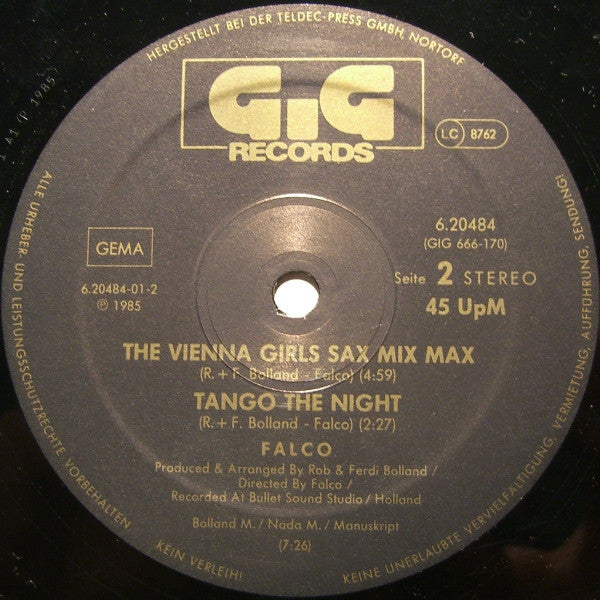 HERGESTELLT BEI DER TELDEC-PRESS GMBH, NORTORF
GiG
RECORDS
LC 8762
GEMA
6.20484-01-2
Ⓟ 1985
6.20484
(GIG 666-170)
Seite 2 STEREO
45 UpM
THE VIENNA GIRLS SAX MIX MAX
(R. + F. Bolland - Falco) (4:59)
TANGO THE NIGHT
(R. + F. Bolland - Falco) (2:27)
FALCO
Produced & Arranged By Rob & Ferdi Bolland /
Directed By Falco /
Recorded At Bullet Sound Studio / Holland
Bolland M. / Nada M. / Manuskript
(7:26)
ALLE URHEBER- UND LEISTUNGSSCHUTZRECHTE VORBEHALTEN
KEIN VERLEIH!
KEINE UNERLAUBTE VERVIELFÄLTIGUNG, VERMIETUNG, AUFFÜHRUNG, SENDUNG!
41 Ⓟ 1985